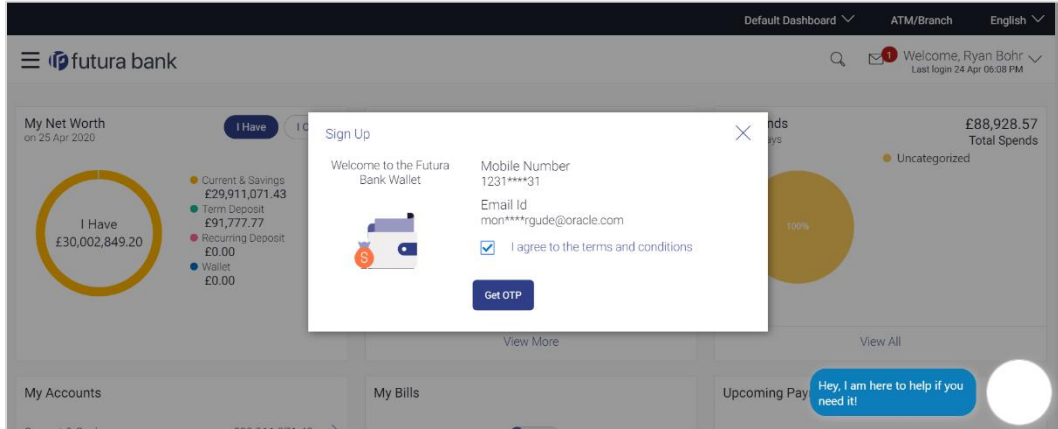 Default Dashboard
ATM/Branch
English
futura bank
1
Welcome, Ryan Bohr
Last login 24 Apr 06:08 PM
My Net Worth
on 25 Apr 2020
I Have
I O
Current & Savings
£29,911,071.43
Term Deposit
£91,777.77
Recurring Deposit
£0.00
Wallet
£0.00
I Have
£30,002,849.20
Sign Up
Welcome to the Futura
Bank Wallet
S
Mobile Number
1231****31
Email Id
mon****rgude@oracle.com
I agree to the terms and conditions
Get OTP
nds
ays
£88,928.57
Total Spends
Uncategorized
100%
View More
View All
My Accounts
My Bills
Upcoming Pay
Hey, I am here to help if you
need it!